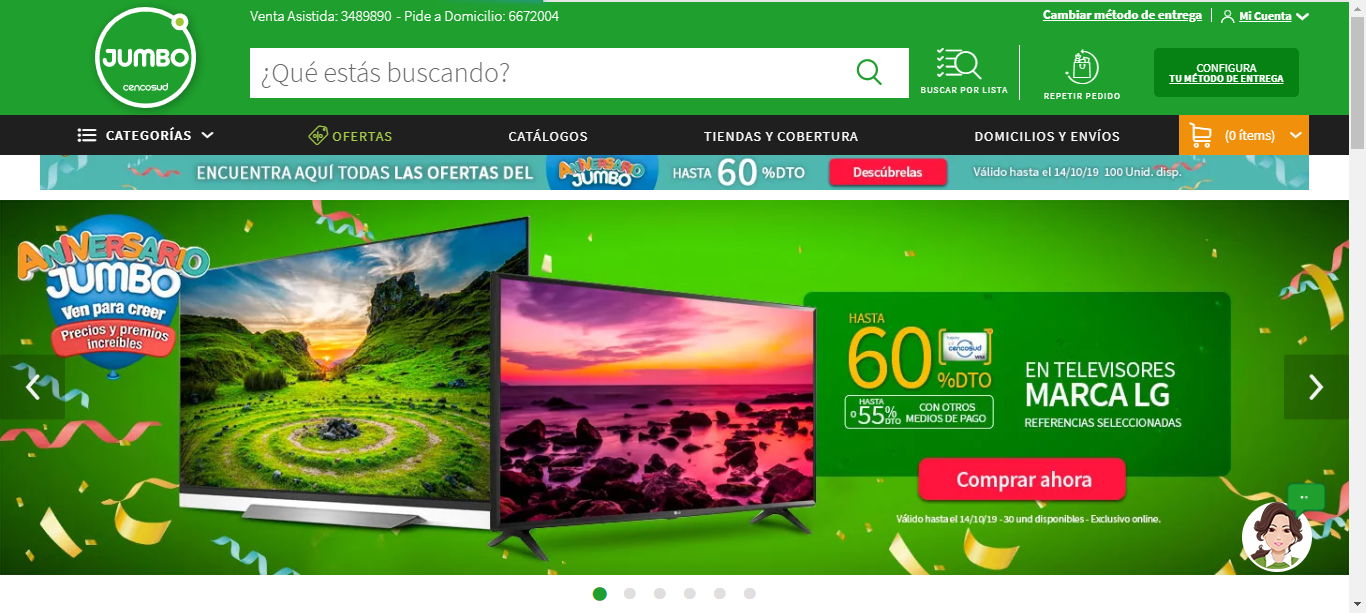 Venta Asistida: 3489890 - Pide a Domicilio: 6672004
Cambiar método de entrega
Mi Cuenta
JUMBO
cencosud
¿Qué estás buscando?
BUSCAR POR LISTA
REPETIR PEDIDO
CONFIGURA
TU MÉTODO DE ENTREGA
CATEGORÍAS
OFERTAS
CATÁLOGOS
TIENDAS Y COBERTURA
DOMICILIOS Y ENVÍOS
(0 ítems)
ENCUENTRA AQUÍ TODAS LAS OFERTAS DEL
ANIVERSARIO
JUMBO
HASTA 60 %DTO
Descúbrelas
Válido hasta el 14/10/19 100 Unid. disp.
ANIVERSARIO
JUMBO
Ven para creer
Precios y premios
increíbles
HASTA
60 %DTO
cencosud
HASTA
o 55% DTO
CON OTROS
MEDIOS DE PAGO
EN TELEVISORES
MARCA LG
REFERENCIAS SELECCIONADAS
Comprar ahora
Válido hasta el 14/10/19 - 30 und disponibles - Exclusivo online.
LG